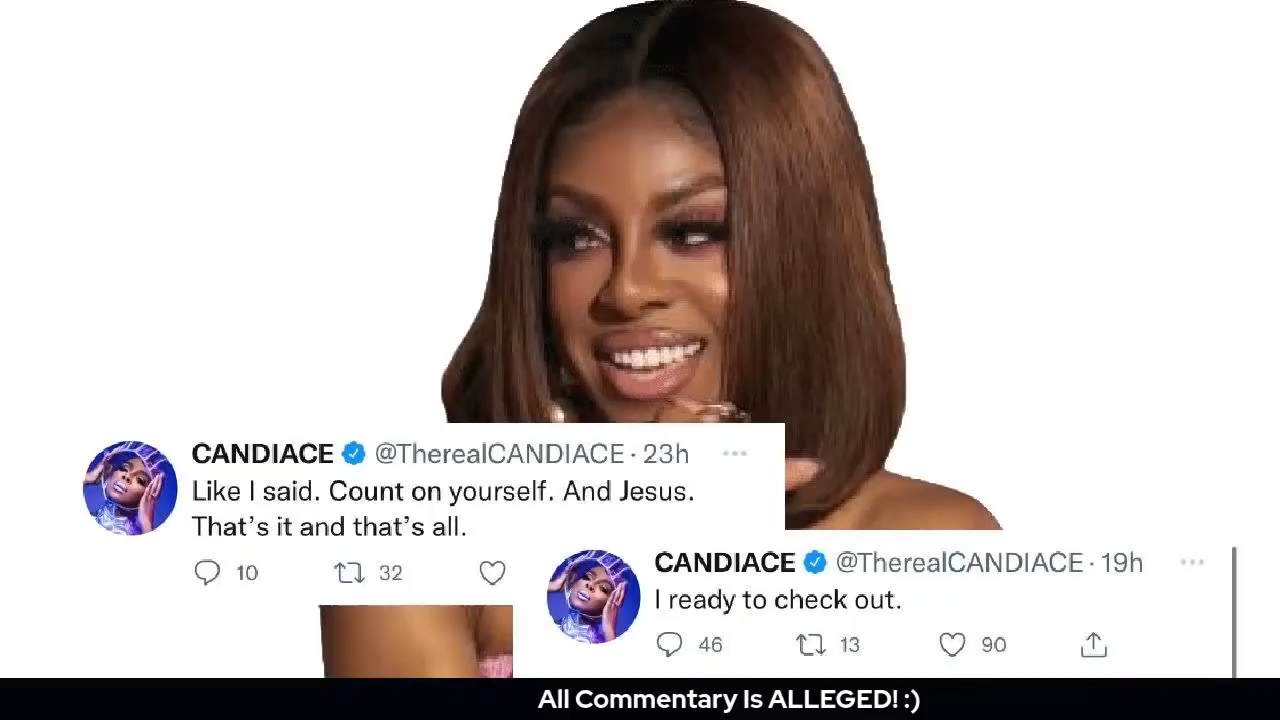 CANDIACE @TherealCANDIACE · 23h
Like I said. Count on yourself. And Jesus.
That's it and that's all.
10 32
CANDIACE @TherealCANDIACE · 19h
I ready to check out.
46 13 90
All Commentary Is ALLEGED! :)